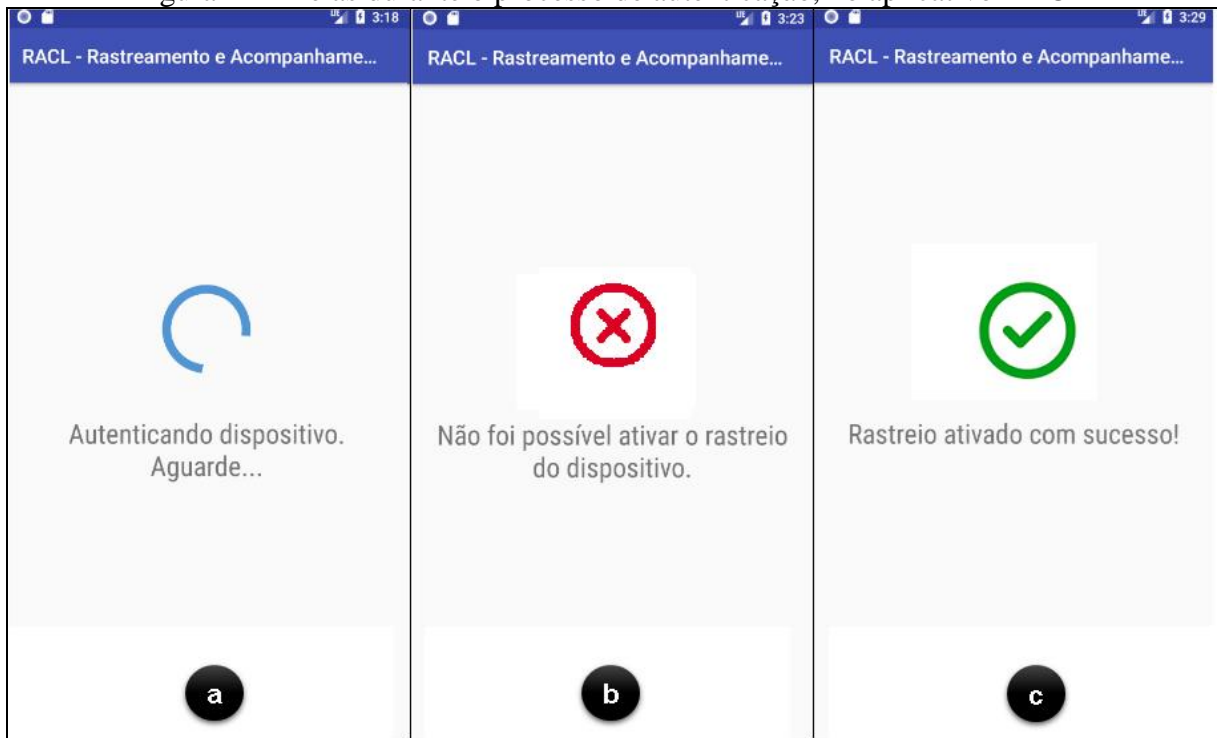 3:18
RACL - Rastreamento e Acompanhame...
Autenticando dispositivo.
Aguarde...
a
3:23
RACL - Rastreamento e Acompanhame...
Não foi possível ativar o rastreio
do dispositivo.
b
3:29
RACL - Rastreamento e Acompanhame...
Rastreio ativado com sucesso!
c